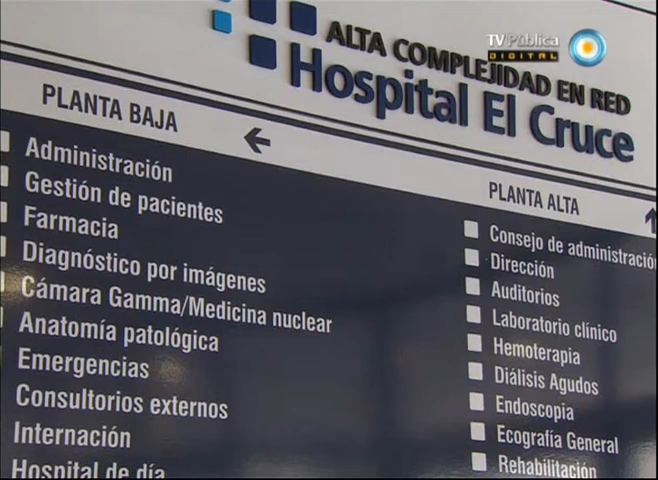 TV Pública
DIGITAL
ALTA COMPLEJIDAD EN RED
Hospital El Cruce
PLANTA BAJA
Administración
Gestión de pacientes
Farmacia
Diagnóstico por imágenes
Cámara Gamma/Medicina nuclear
Anatomía patológica
Emergencias
Consultorios externos
Internación
Hospital de día
PLANTA ALTA
Consejo de administración
Dirección
Auditorios
Laboratorio clínico
Hemoterapia
Diálisis Agudos
Endoscopia
Ecografía General
Rehabilitación